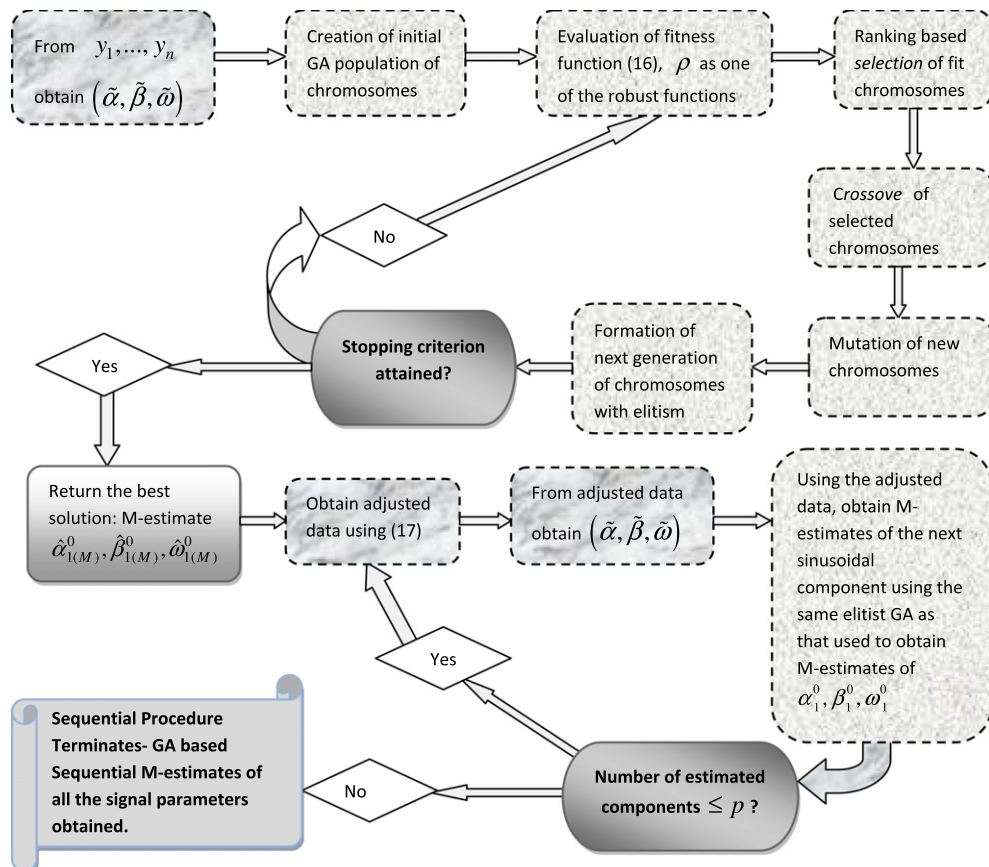 From y₁,..., yₙ
obtain (α̃, β̃, ω̃)
Creation of initial
GA population of
chromosomes
Evaluation of fitness
function (16), ρ as one
of the robust functions
Ranking based
selection of fit
chromosomes
Crossove of
selected
chromosomes
Mutation of new
chromosomes
Formation of
next generation
of chromosomes
with elitism
Stopping criterion
attained?
No
Yes
Return the best
solution: M-estimate
α̂⁰₁₍M₎, β̂⁰₁₍M₎, ω̂⁰₁₍M₎
Obtain adjusted
data using (17)
From adjusted data
obtain (α̃, β̃, ω̃)
Using the adjusted
data, obtain M-
estimates of the next
sinusoidal
component using the
same elitist GA as
that used to obtain
M-estimates of
α₁⁰, β₁⁰, ω₁⁰
Number of estimated
components ≤ p ?
Yes
No
Sequential Procedure
Terminates- GA based
Sequential M-estimates of
all the signal parameters
obtained.